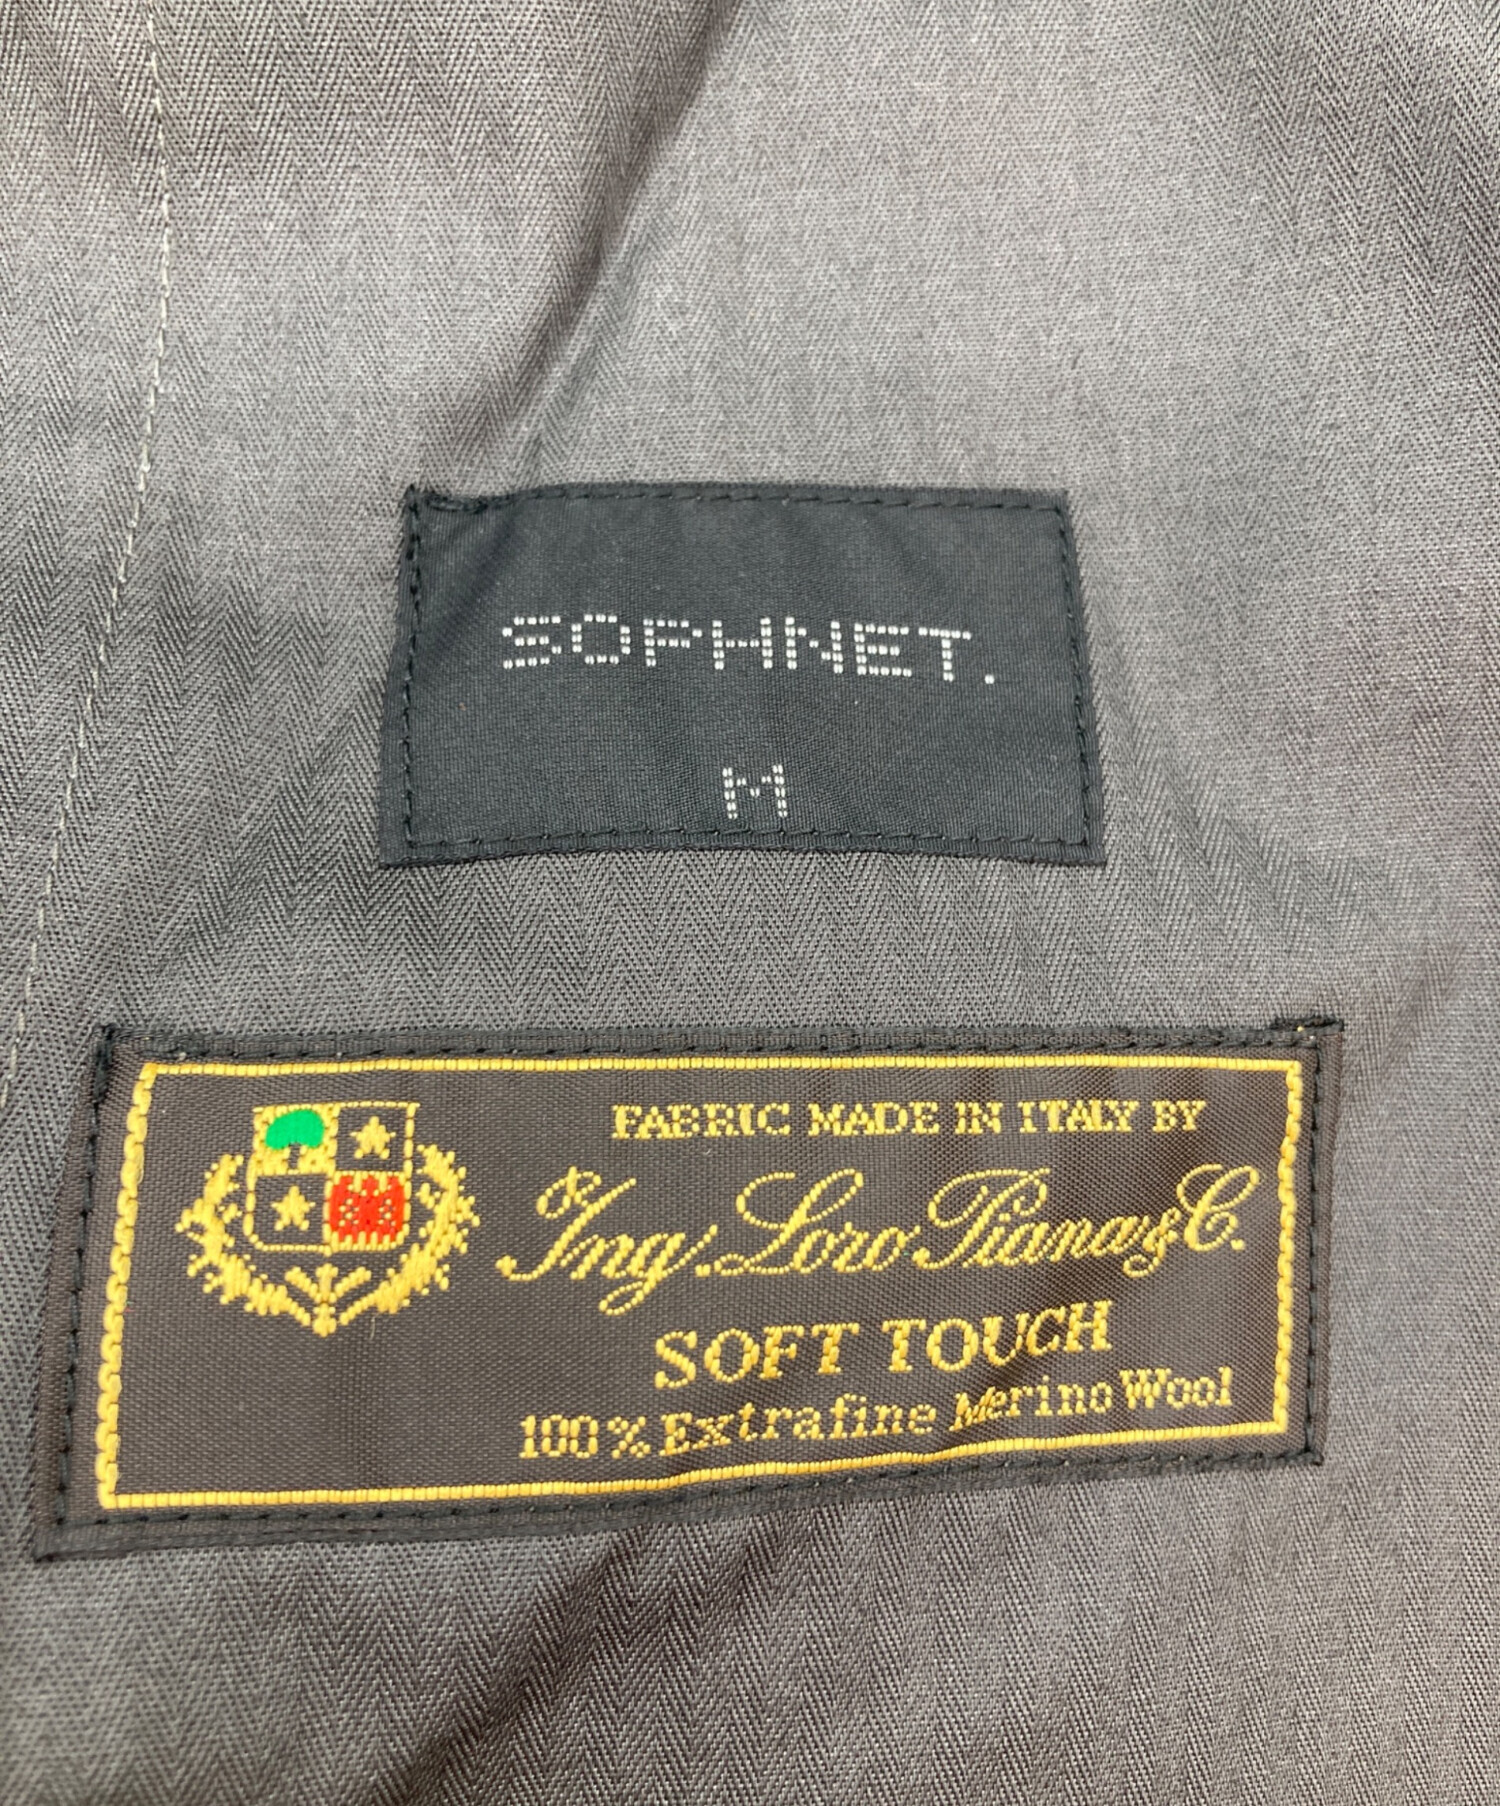 SOPHNET.
M
FABRIC MADE IN ITALY BY
Ing. Loro Piana & C.
SOFT TOUCH
100% Extrafine Merino Wool